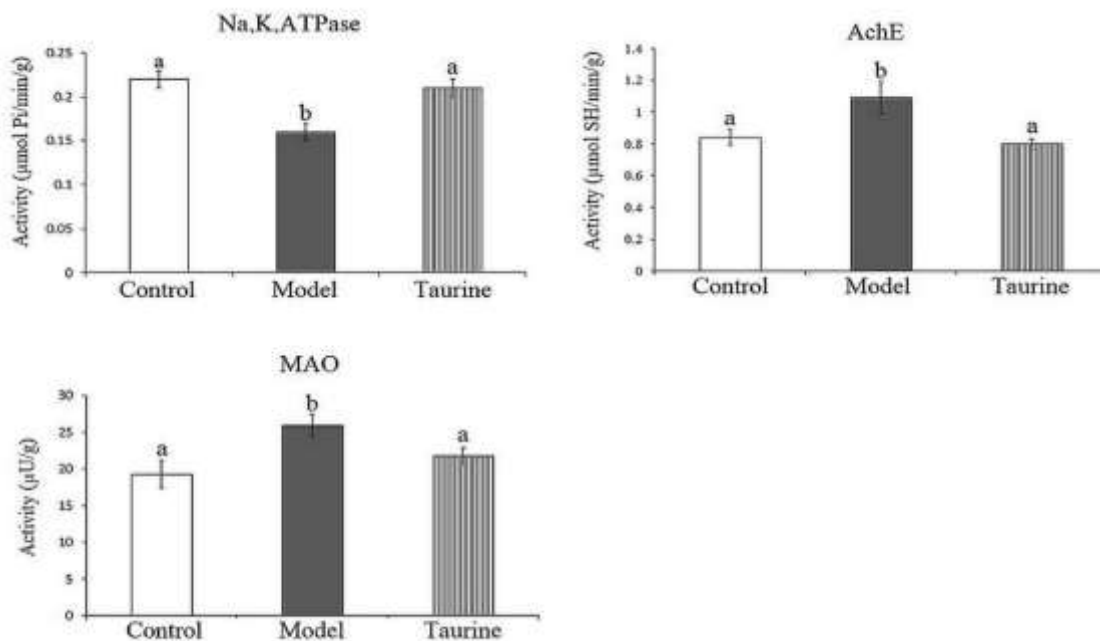 Na,K,ATPase
Activity (µmol Pi/min/g)
0.25
0.2
0.15
0.1
0.05
0
a
b
a
Control Model Taurine
AchE
Activity (µmol SH/min/g)
1.4
1.2
1
0.8
0.6
0.4
0.2
0
a
b
a
Control Model Taurine
MAO
Activity (µU/g)
30
25
20
15
10
5
0
a
b
a
Control Model Taurine